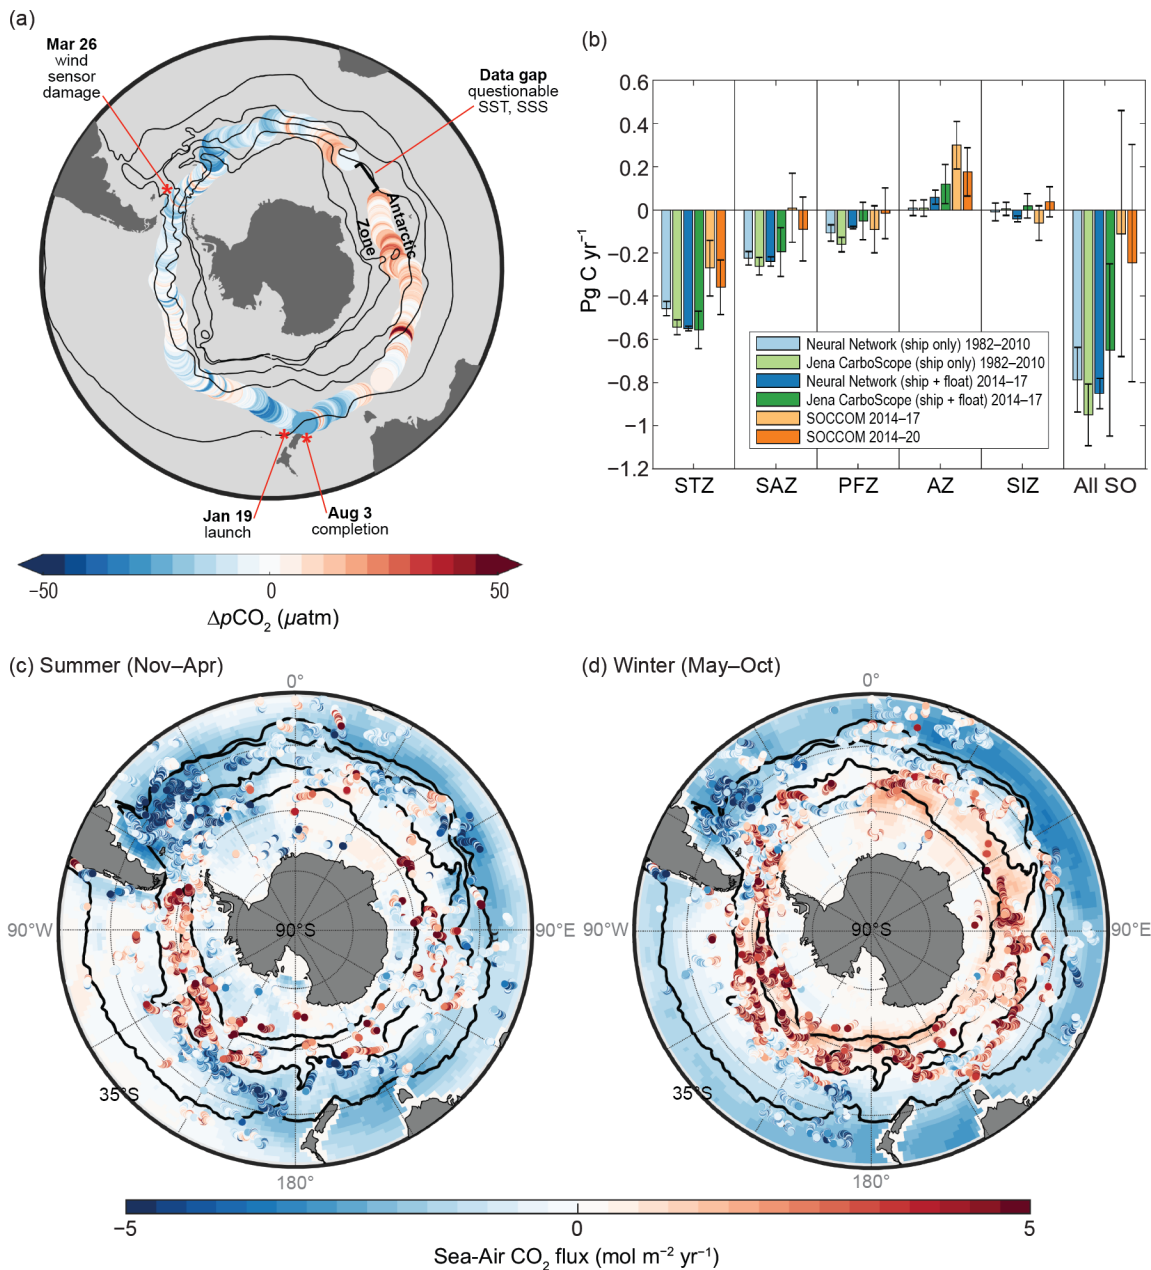 (a)
Mar 26
wind
sensor
damage
Data gap
questionable
SST, SSS
Antarctic
Zone
Jan 19
launch
Aug 3
completion
−50
0
50
ΔpCO₂ (μatm)
(b)
0.6
0.4
0.2
0
−0.2
−0.4
−0.6
−0.8
−1
−1.2
Pg C yr⁻¹
Neural Network (ship only) 1982–2010
Jena CarboScope (ship only) 1982–2010
Neural Network (ship + float) 2014–17
Jena CarboScope (ship + float) 2014–17
SOCCOM 2014–17
SOCCOM 2014–20
STZ SAZ PFZ AZ SIZ All SO
(c) Summer (Nov–Apr)
0°
90°W
90°S
90°E
35°S
180°
(d) Winter (May–Oct)
0°
90°W
90°S
90°E
35°S
180°
−5
0
5
Sea-Air CO₂ flux (mol m⁻² yr⁻¹)